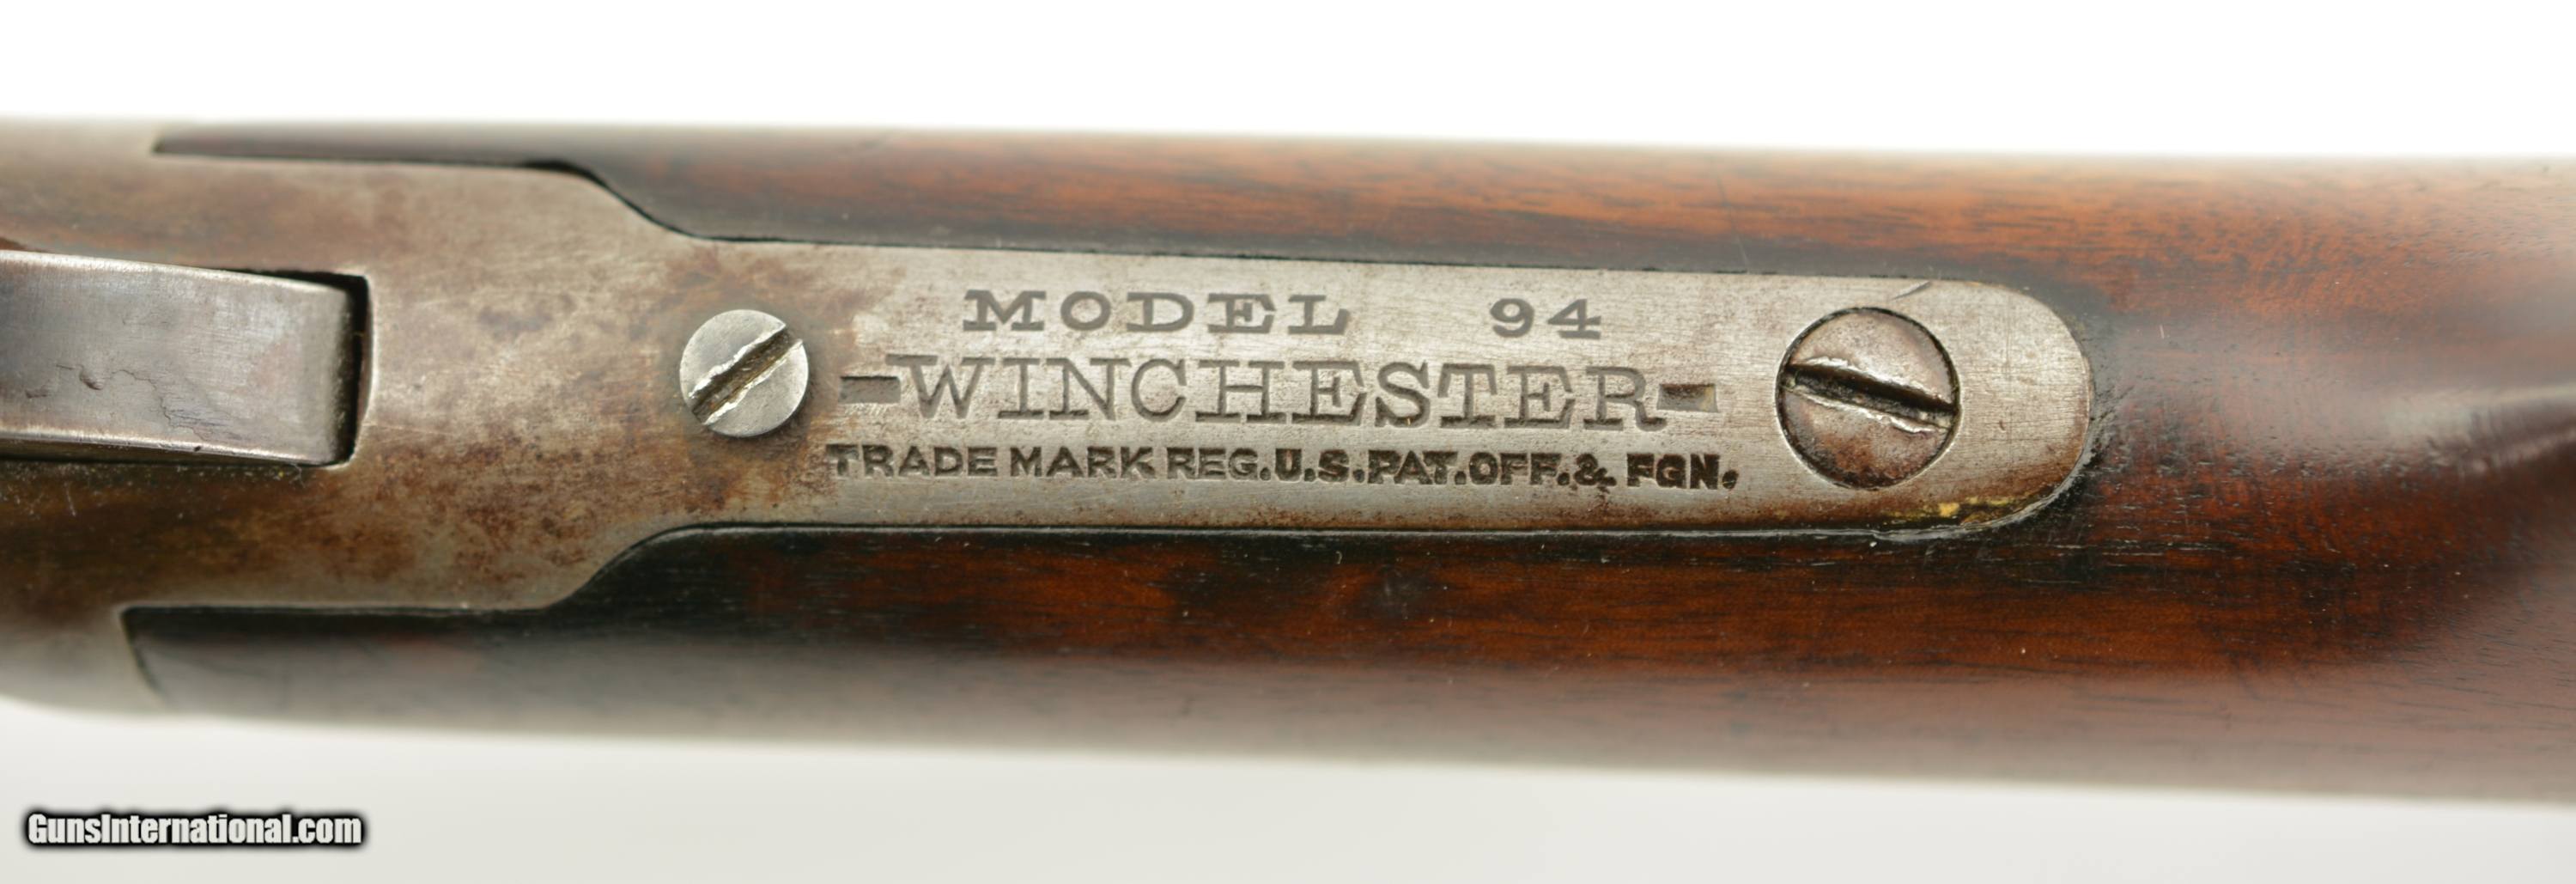 MODEL 94
-WINCHESTER-
TRADE MARK REG.U.S.PAT.OFF.& FGN.
GunsInternational.com